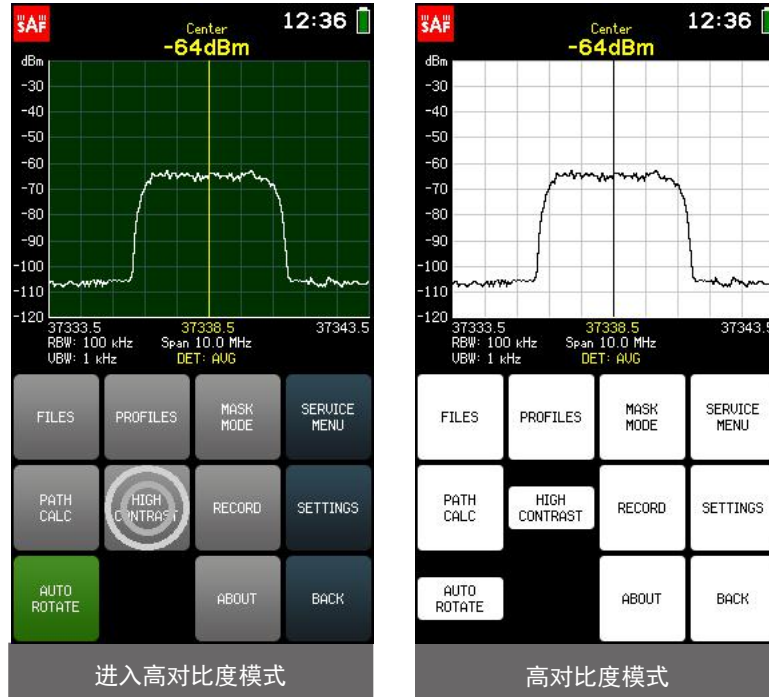 SAF
Center
12:36
-64dBm
dBm
-30
-40
-50
-60
-70
-80
-90
-100
-110
-120
37333.5
37338.5
37343.5
RBW: 100 kHz
Span 10.0 MHz
VBW: 1 kHz
DET: AVG
FILES
PROFILES
MASK
MODE
SERVICE
MENU
PATH
CALC
HIGH
CONTRAST
RECORD
SETTINGS
AUTO
ROTATE
ABOUT
BACK
进入高对比度模式
SAF
Center
12:36
-64dBm
dBm
-30
-40
-50
-60
-70
-80
-90
-100
-110
-120
37333.5
37338.5
37343.5
RBW: 100 kHz
Span 10.0 MHz
VBW: 1 kHz
DET: AVG
FILES
PROFILES
MASK
MODE
SERVICE
MENU
PATH
CALC
HIGH
CONTRAST
RECORD
SETTINGS
AUTO
ROTATE
ABOUT
BACK
高对比度模式